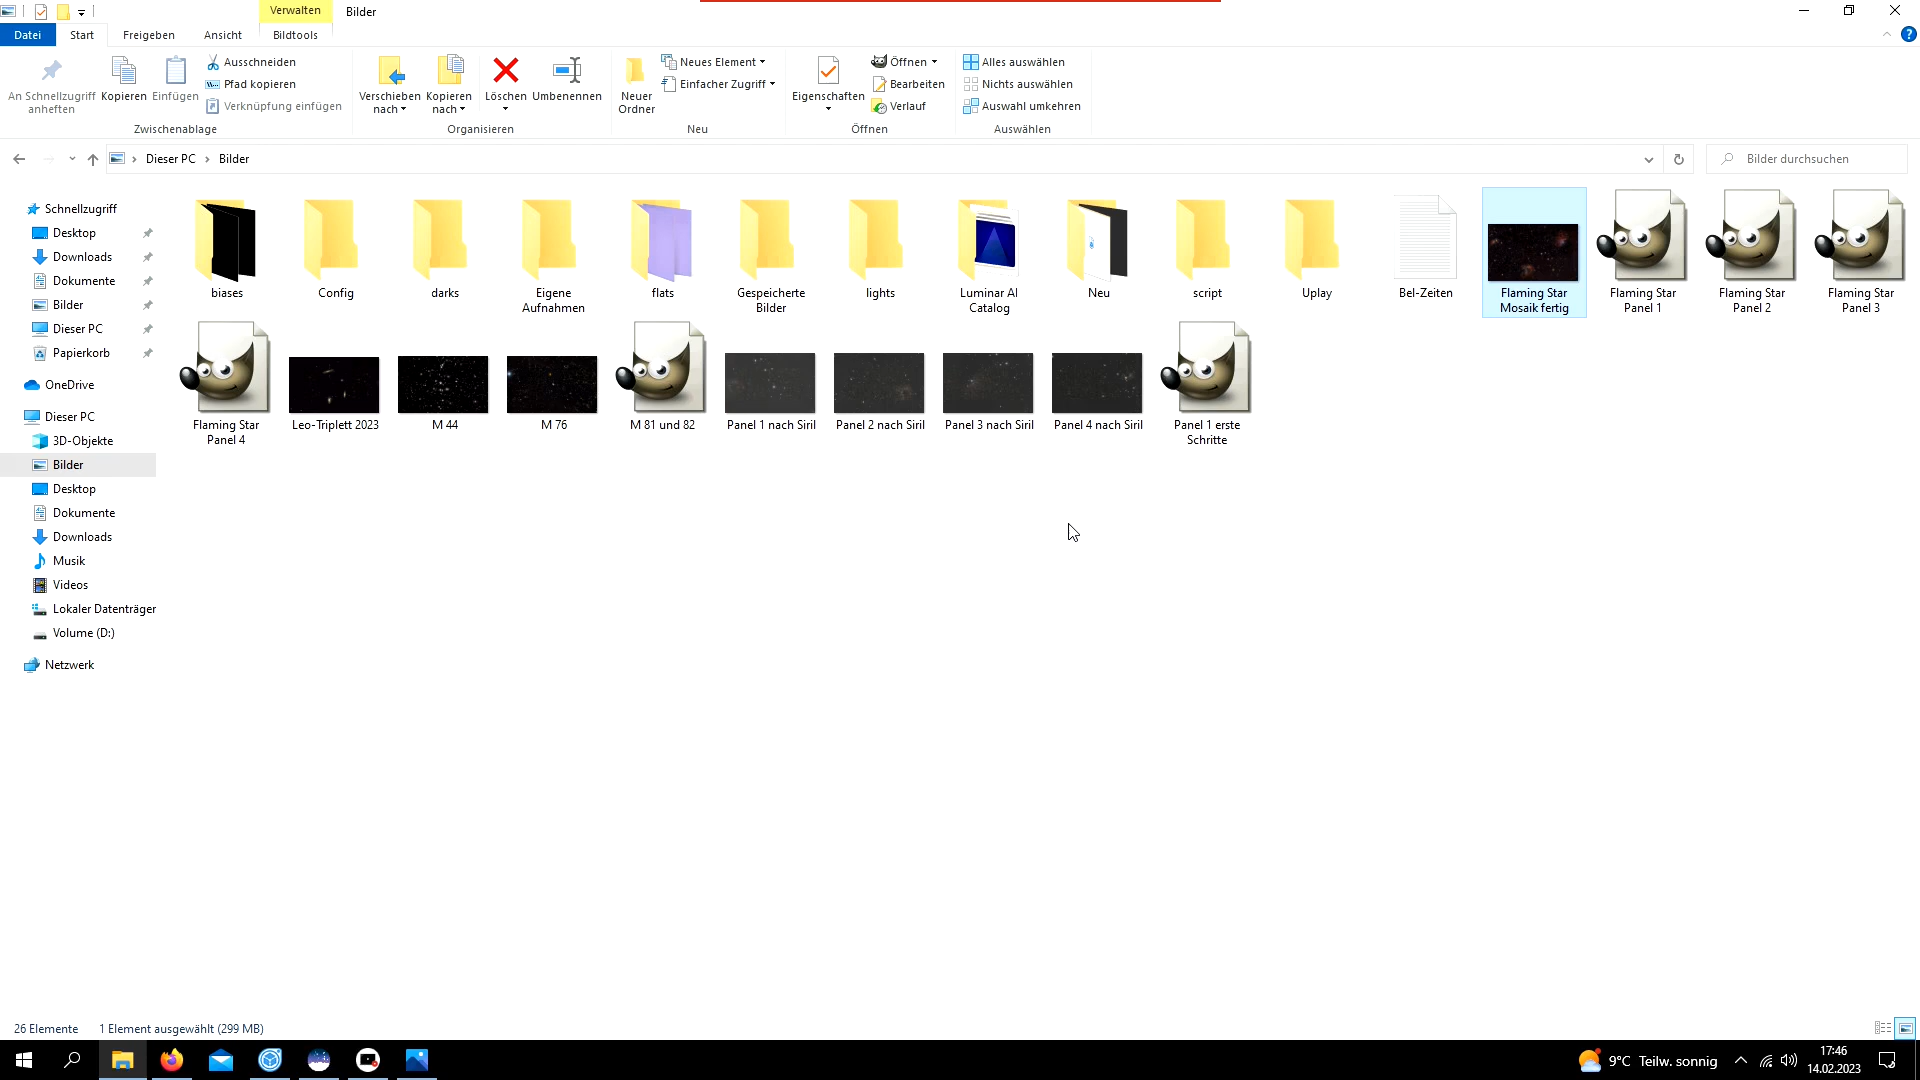 Verwalten
Bilder
Datei
Start
Freigeben
Ansicht
Bildtools
An Schnellzugriff
anheften
Kopieren
Einfügen
Ausschneiden
Pfad kopieren
Verknüpfung einfügen
Zwischenablage
Verschieben
nach
Kopieren
nach
Löschen
Umbenennen
Organisieren
Neuer
Ordner
Neues Element
Einfacher Zugriff
Neu
Eigenschaften
Öffnen
Bearbeiten
Verlauf
Öffnen
Alles auswählen
Nichts auswählen
Auswahl umkehren
Auswählen
Dieser PC › Bilder
Bilder durchsuchen
Schnellzugriff
Desktop
Downloads
Dokumente
Bilder
Dieser PC
Papierkorb
OneDrive
Dieser PC
3D-Objekte
Bilder
Desktop
Dokumente
Downloads
Musik
Videos
Lokaler Datenträger
Volume (D:)
Netzwerk
biases
Config
darks
Eigene
Aufnahmen
flats
Gespeicherte
Bilder
lights
Luminar AI
Catalog
Neu
script
Uplay
Bel-Zeiten
Flaming Star
Mosaik fertig
Flaming Star
Panel 1
Flaming Star
Panel 2
Flaming Star
Panel 3
Flaming Star
Panel 4
Leo-Triplett 2023
M 44
M 76
M 81 und 82
Panel 1 nach Siril
Panel 2 nach Siril
Panel 3 nach Siril
Panel 4 nach Siril
Panel 1 erste
Schritte
26 Elemente
1 Element ausgewählt (299 MB)
9°C Teilw. sonnig
17:46
14.02.2023